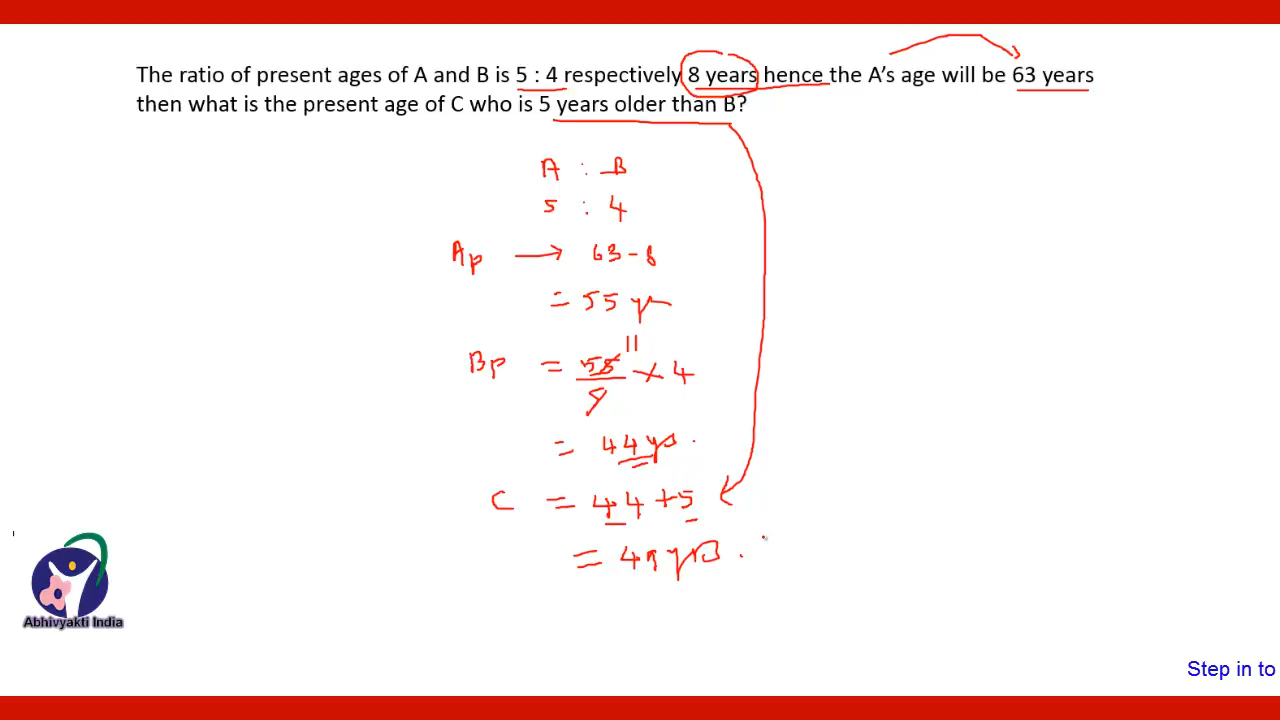 The ratio of present ages of A and B is 5 : 4 respectively 8 years hence the A’s age will be 63 years
then what is the present age of C who is 5 years older than B?
A : B
5 : 4
Ap → 63 - 8
= 55 yrs
11
Bp = 55/5 × 4
= 44 yrs.
C = 44 + 5
= 49 yrs.
Abhivyakti India
Step in to